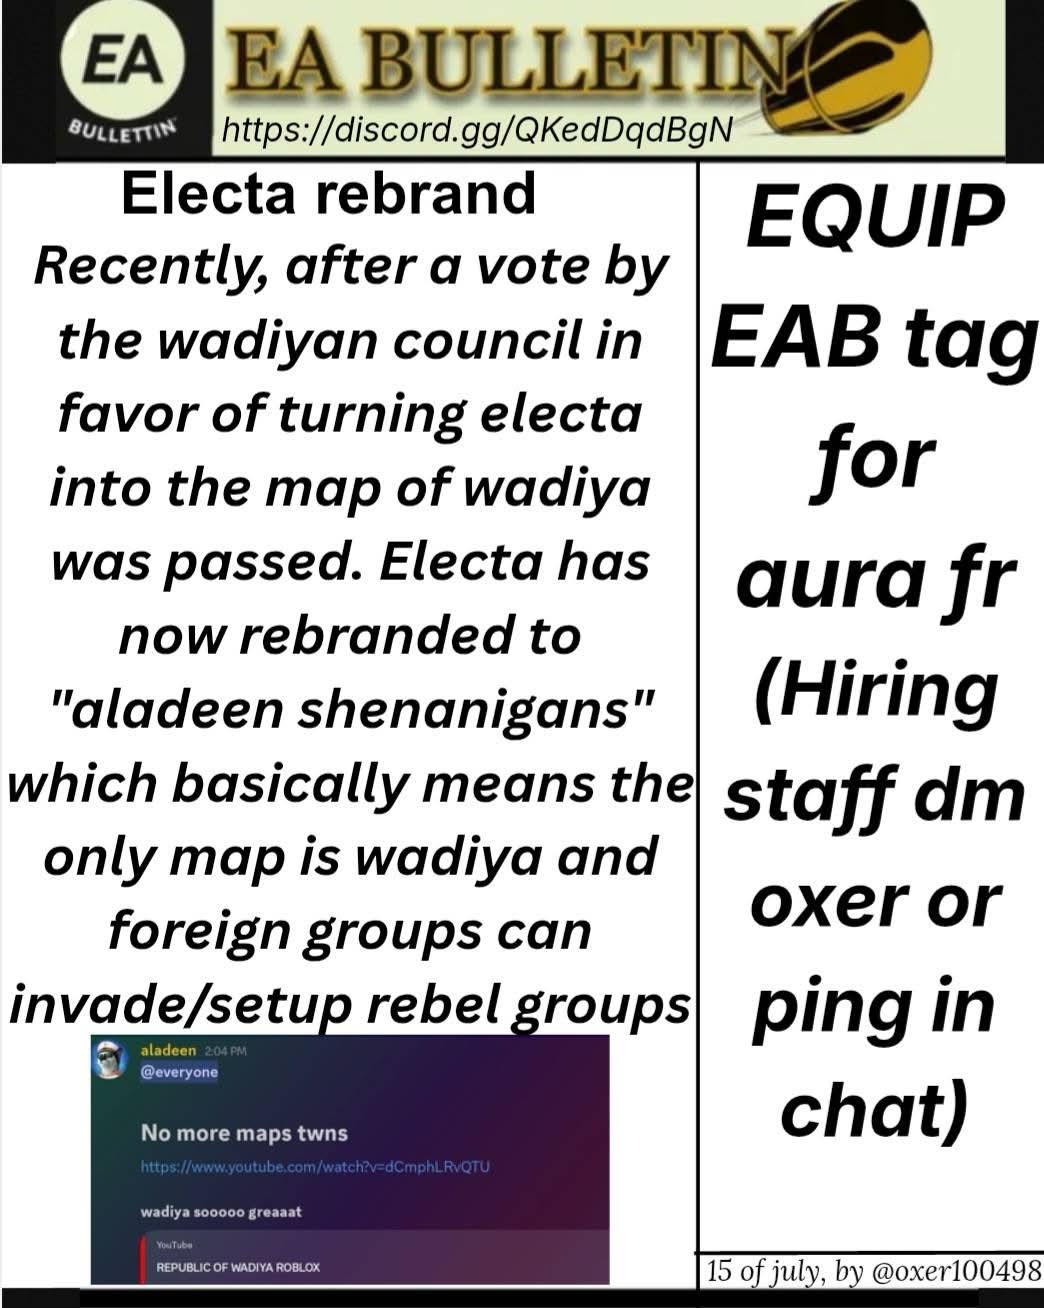 EA
BULLETTIN
EA BULLETIN
https://discord.gg/QKedDqdBgN
Electa rebrand
Recently, after a vote by
the wadiyan council in
favor of turning electa
into the map of wadiya
was passed. Electa has
now rebranded to
"aladeen shenanigans"
which basically means the
only map is wadiya and
foreign groups can
invade/setup rebel groups
aladeen 2:04 PM
@everyone
No more maps twns
https://www.youtube.com/watch?v=dCmphLRvQTU
wadiya sooooo greaaat
YouTube
REPUBLIC OF WADIYA ROBLOX
EQUIP
EAB tag
for
aura fr
(Hiring
staff dm
oxer or
ping in
chat)
15 of july, by @oxer100498